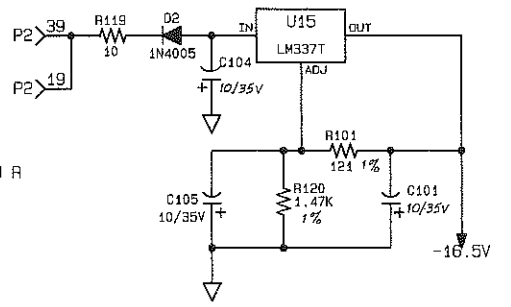 P2 39
R119
10
D2
1N4005
IN
U15
LM337T
OUT
ADJ
P2 19
C104
+ 10/35V
R101
121 1%
A
C105
10/35V
+
R120
1.47K
1%
C101
+ 10/35V
-16.5V